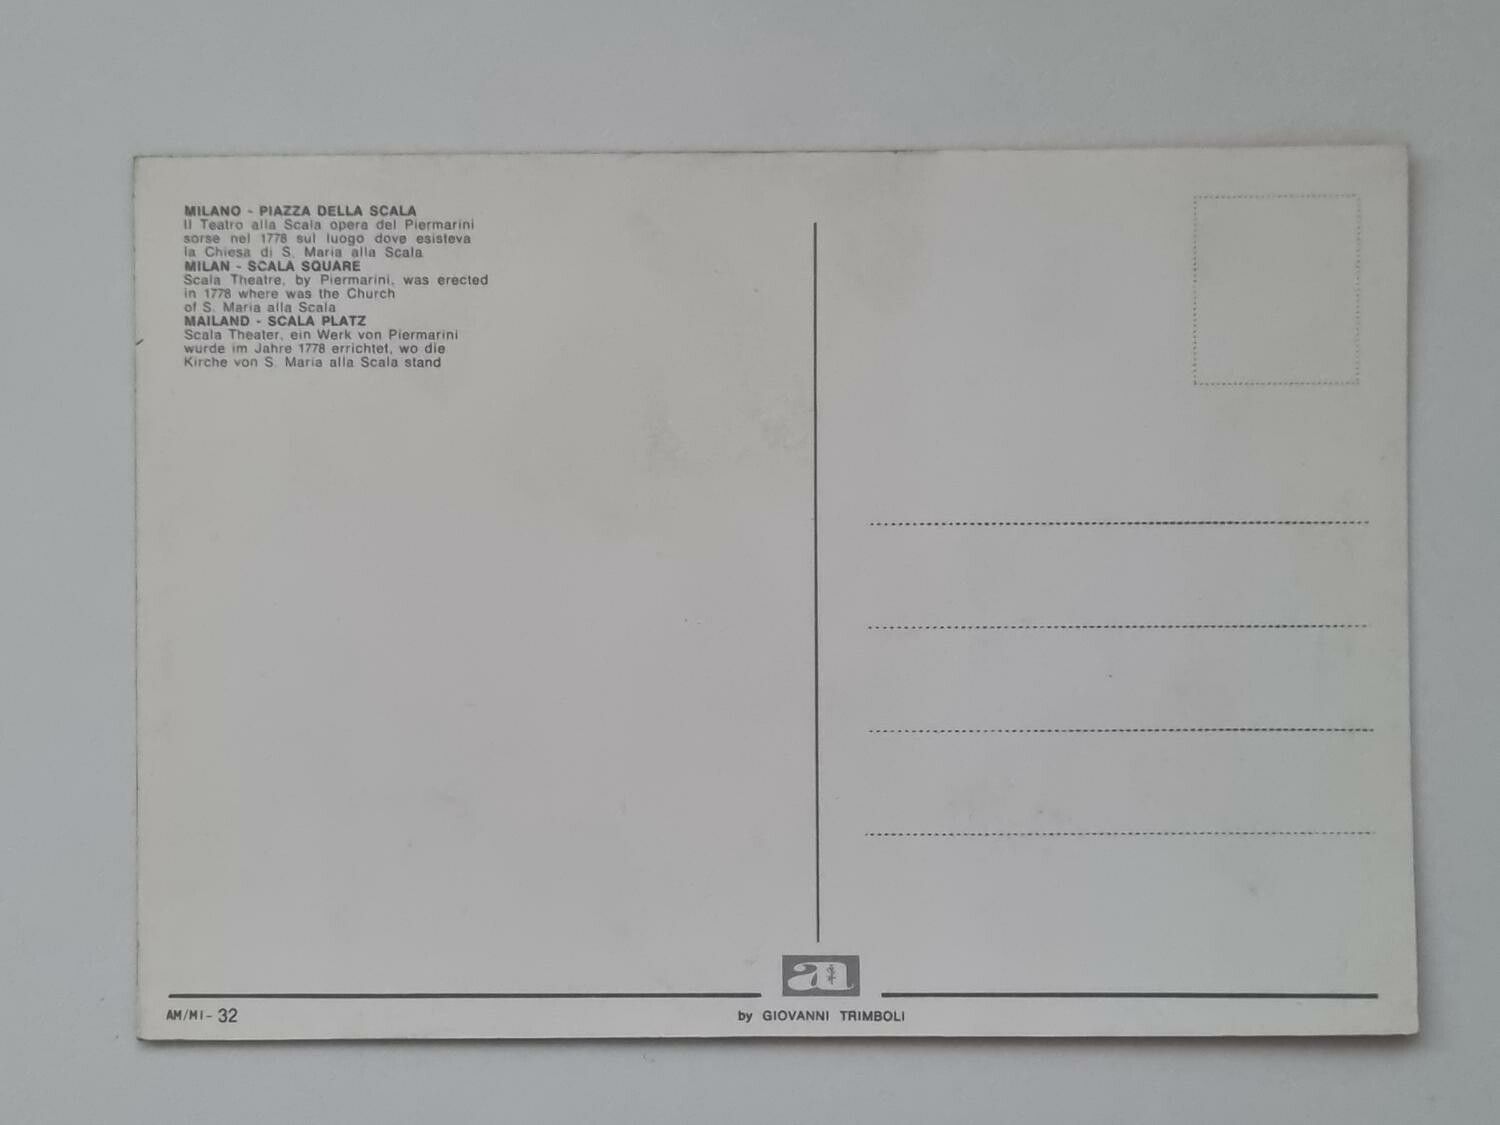 MILANO - PIAZZA DELLA SCALA
Il Teatro alla Scala opera del Piermarini
sorse nel 1778 sul luogo dove esisteva
la Chiesa di S. Maria alla Scala
MILAN - SCALA SQUARE
Scala Theatre, by Piermarini, was erected
in 1778 where was the Church
of S. Maria alla Scala
MAILAND - SCALA PLATZ
Scala Theater, ein Werk von Piermarini
wurde im Jahre 1778 errichtet, wo die
Kirche von S. Maria alla Scala stand
AM/MI- 32
by GIOVANNI TRIMBOLI